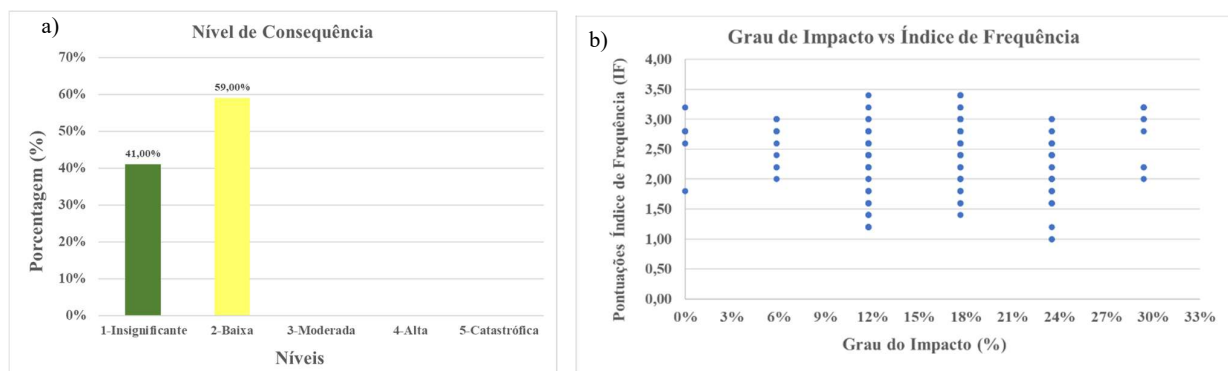 a)
Nível de Consequência
Porcentagem (%)
70%
60%
50%
40%
30%
20%
10%
0%
41,00%
59,00%
1-Insignificante 2-Baixa 3-Moderada 4-Alta 5-Catastrófica
Níveis
b)
Grau de Impacto vs Índice de Frequência
Pontuações Índice de Frequência (IF)
4,00
3,50
3,00
2,50
2,00
1,50
1,00
0,50
0,00
0% 3% 6% 9% 12% 15% 18% 21% 24% 27% 30% 33%
Grau do Impacto (%)